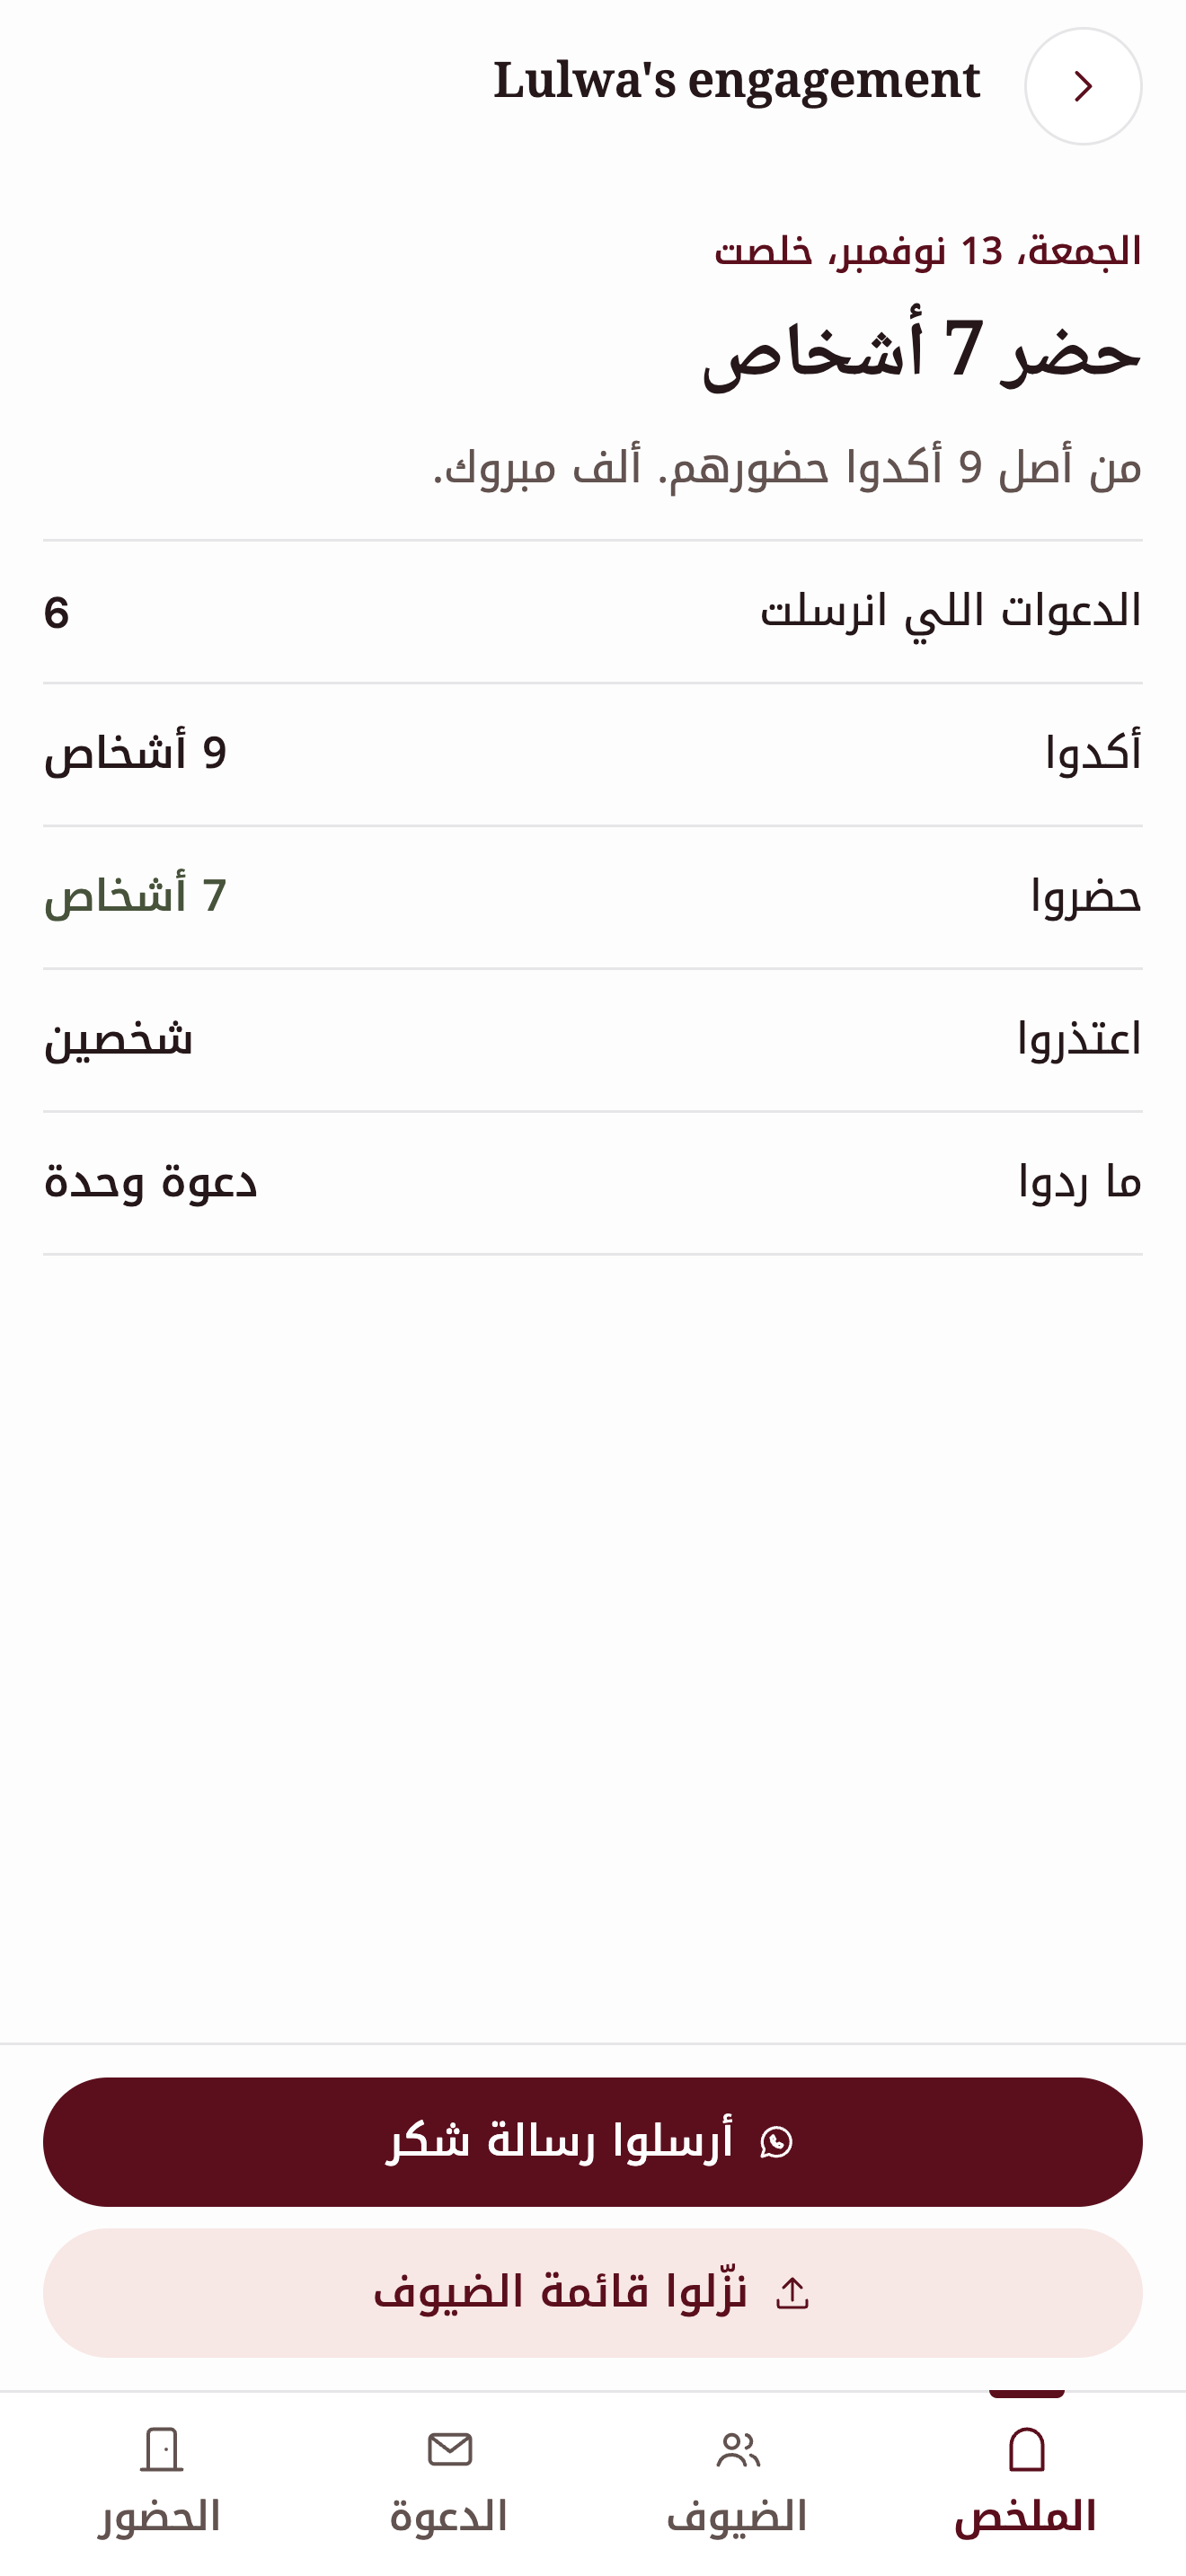 Lulwa's engagement
الجمعة، 13 نوفمبر، خلصت
حضر 7 أشخاص
من أصل 9 أكدوا حضورهم. ألف مبروك.
الدعوات اللي انرسلت 6
أكدوا 9 أشخاص
حضروا 7 أشخاص
اعتذروا شخصين
ما ردوا دعوة وحدة
أرسلوا رسالة شكر
نزّلوا قائمة الضيوف
الملخص الضيوف الدعوة الحضور